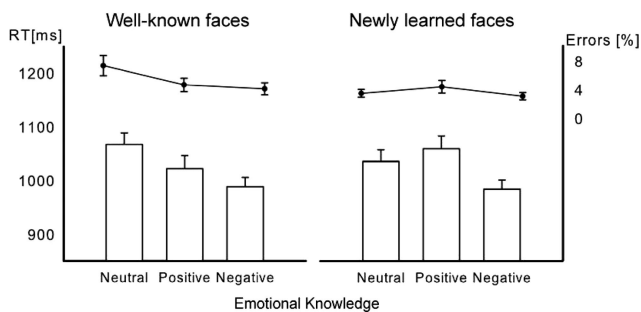 Well-known faces
Newly learned faces
RT[ms]
Errors [%]
1200
1100
1000
900
8
4
0
Neutral Positive Negative
Neutral Positive Negative
Emotional Knowledge